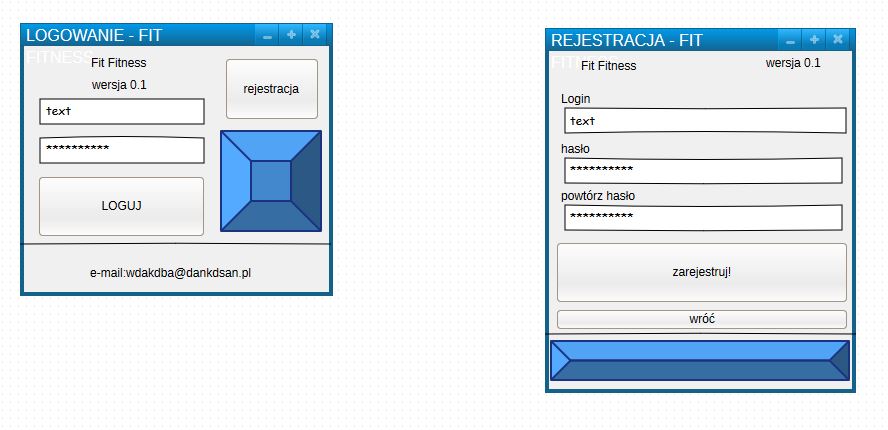 LOGOWANIE - FIT
FITNESS
Fit Fitness
wersja 0.1
rejestracja
text
**********
LOGUJ
e-mail:wdakdba@dankdsan.pl
REJESTRACJA - FIT
Fit Fitness
wersja 0.1
Login
text
hasło
**********
powtórz hasło
**********
zarejestruj!
wróć